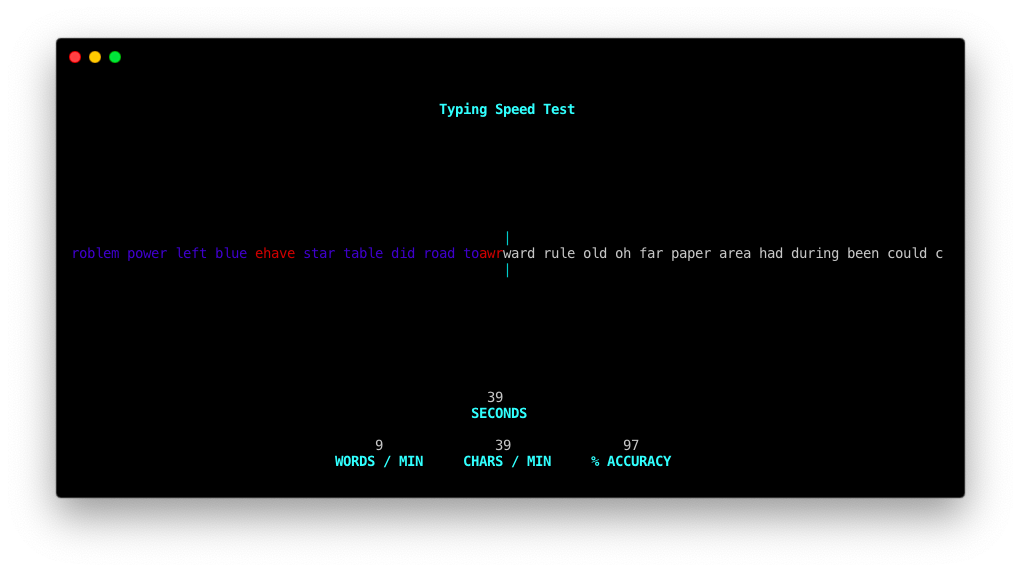 Typing Speed Test
|
roblem power left blue ehave star table did road toawrward rule old oh far paper area had during been could c
|
39
SECONDS
9 39 97
WORDS / MIN CHARS / MIN % ACCURACY